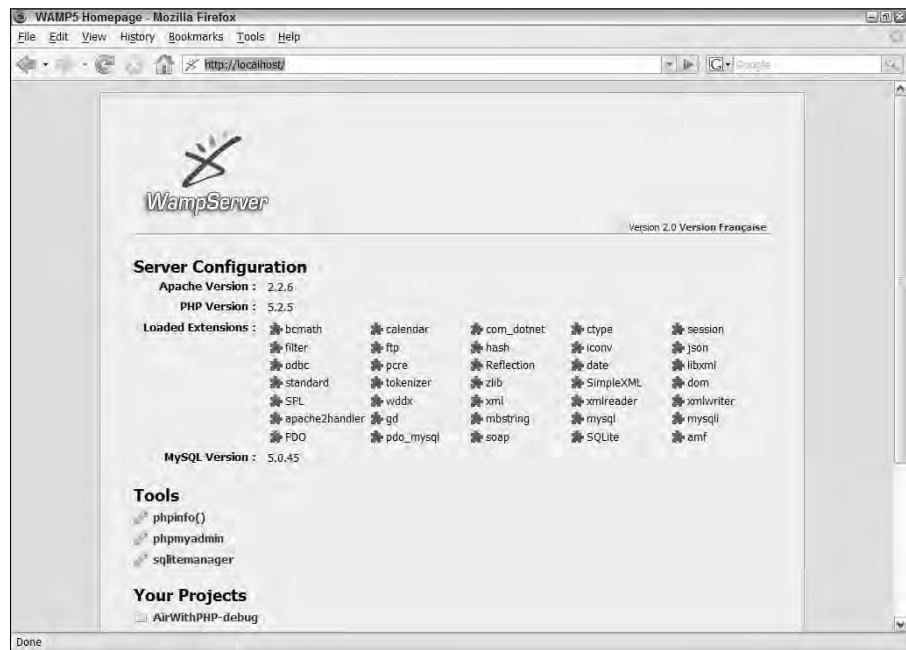 WAMP5 Homepage - Mozilla Firefox
File Edit View History Bookmarks Tools Help
http://localhost/
Google
WampServer
Version 2.0 Version Française
Server Configuration
Apache Version : 2.2.6
PHP Version : 5.2.5
Loaded Extensions : bcmath calendar com_dotnet ctype session
filter ftp hash iconv json
odbc pcre Reflection date libxml
standard tokenizer zlib SimpleXML dom
SPL wddx xml xmlreader xmlwriter
apache2handler gd mbstring mysql mysqli
PDO pdo_mysql soap SQLite amf
MySQL Version : 5.0.45
Tools
phpinfo()
phpmyadmin
sqlitemanager
Your Projects
AirWithPHP-debug
Done